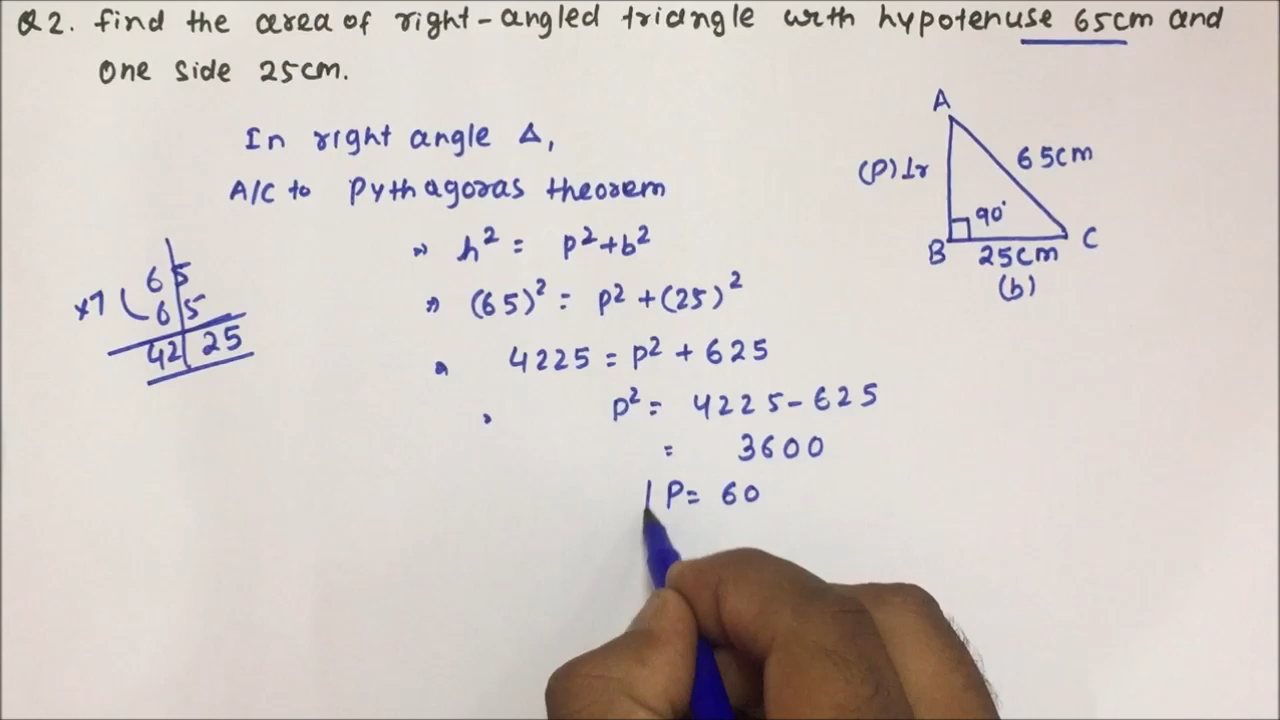 Q2. find the area of right-angled triangle with hypotenuse 65cm and
one side 25cm.
In right angle Δ,
A/C to Pythagoras theorem
⇒ h² = p²+b²
⇒ (65)² = p² + (25)²
4225 = p² + 625
p² = 4225-625
= 3600
P= 60
A
(P)⊥r
65cm
90°
B
25cm
C
(b)
65
×7 65
42|25